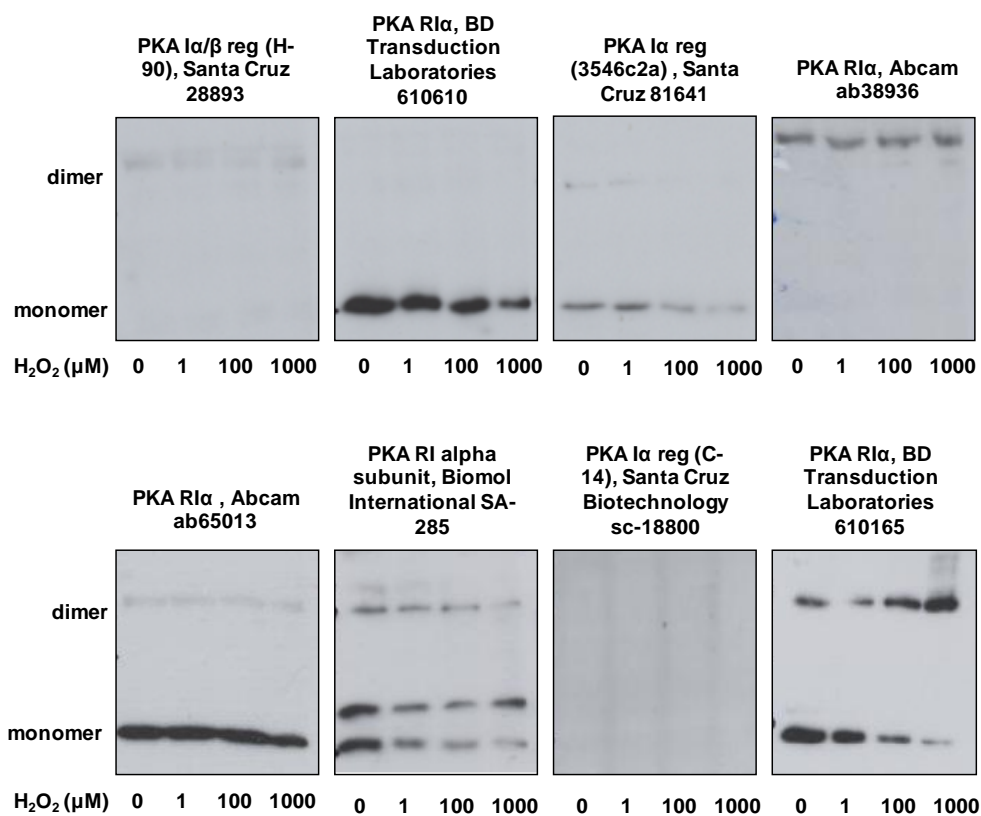 PKA Iα/β reg (H-
90), Santa Cruz
28893
PKA RIα, BD
Transduction
Laboratories
610610
PKA Iα reg
(3546c2a) , Santa
Cruz 81641
PKA RIα, Abcam
ab38936
dimer
monomer
H₂O₂ (µM) 0 1 100 1000 0 1 100 1000 0 1 100 1000 0 1 100 1000
PKA RIα , Abcam
ab65013
PKA RI alpha
subunit, Biomol
International SA-
285
PKA Iα reg (C-
14), Santa Cruz
Biotechnology
sc-18800
PKA RIα, BD
Transduction
Laboratories
610165
dimer
monomer
H₂O₂ (µM) 0 1 100 1000 0 1 100 1000 0 1 100 1000 0 1 100 1000